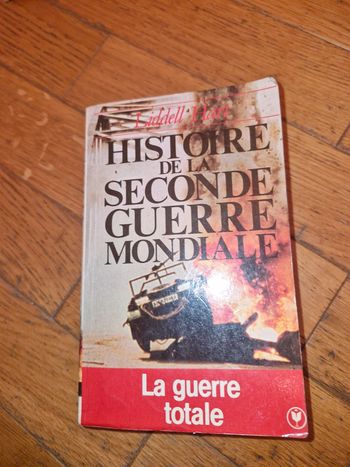 Liddell Hart
HISTOIRE
DE LA
SECONDE
GUERRE
MONDIALE
La guerre
totale